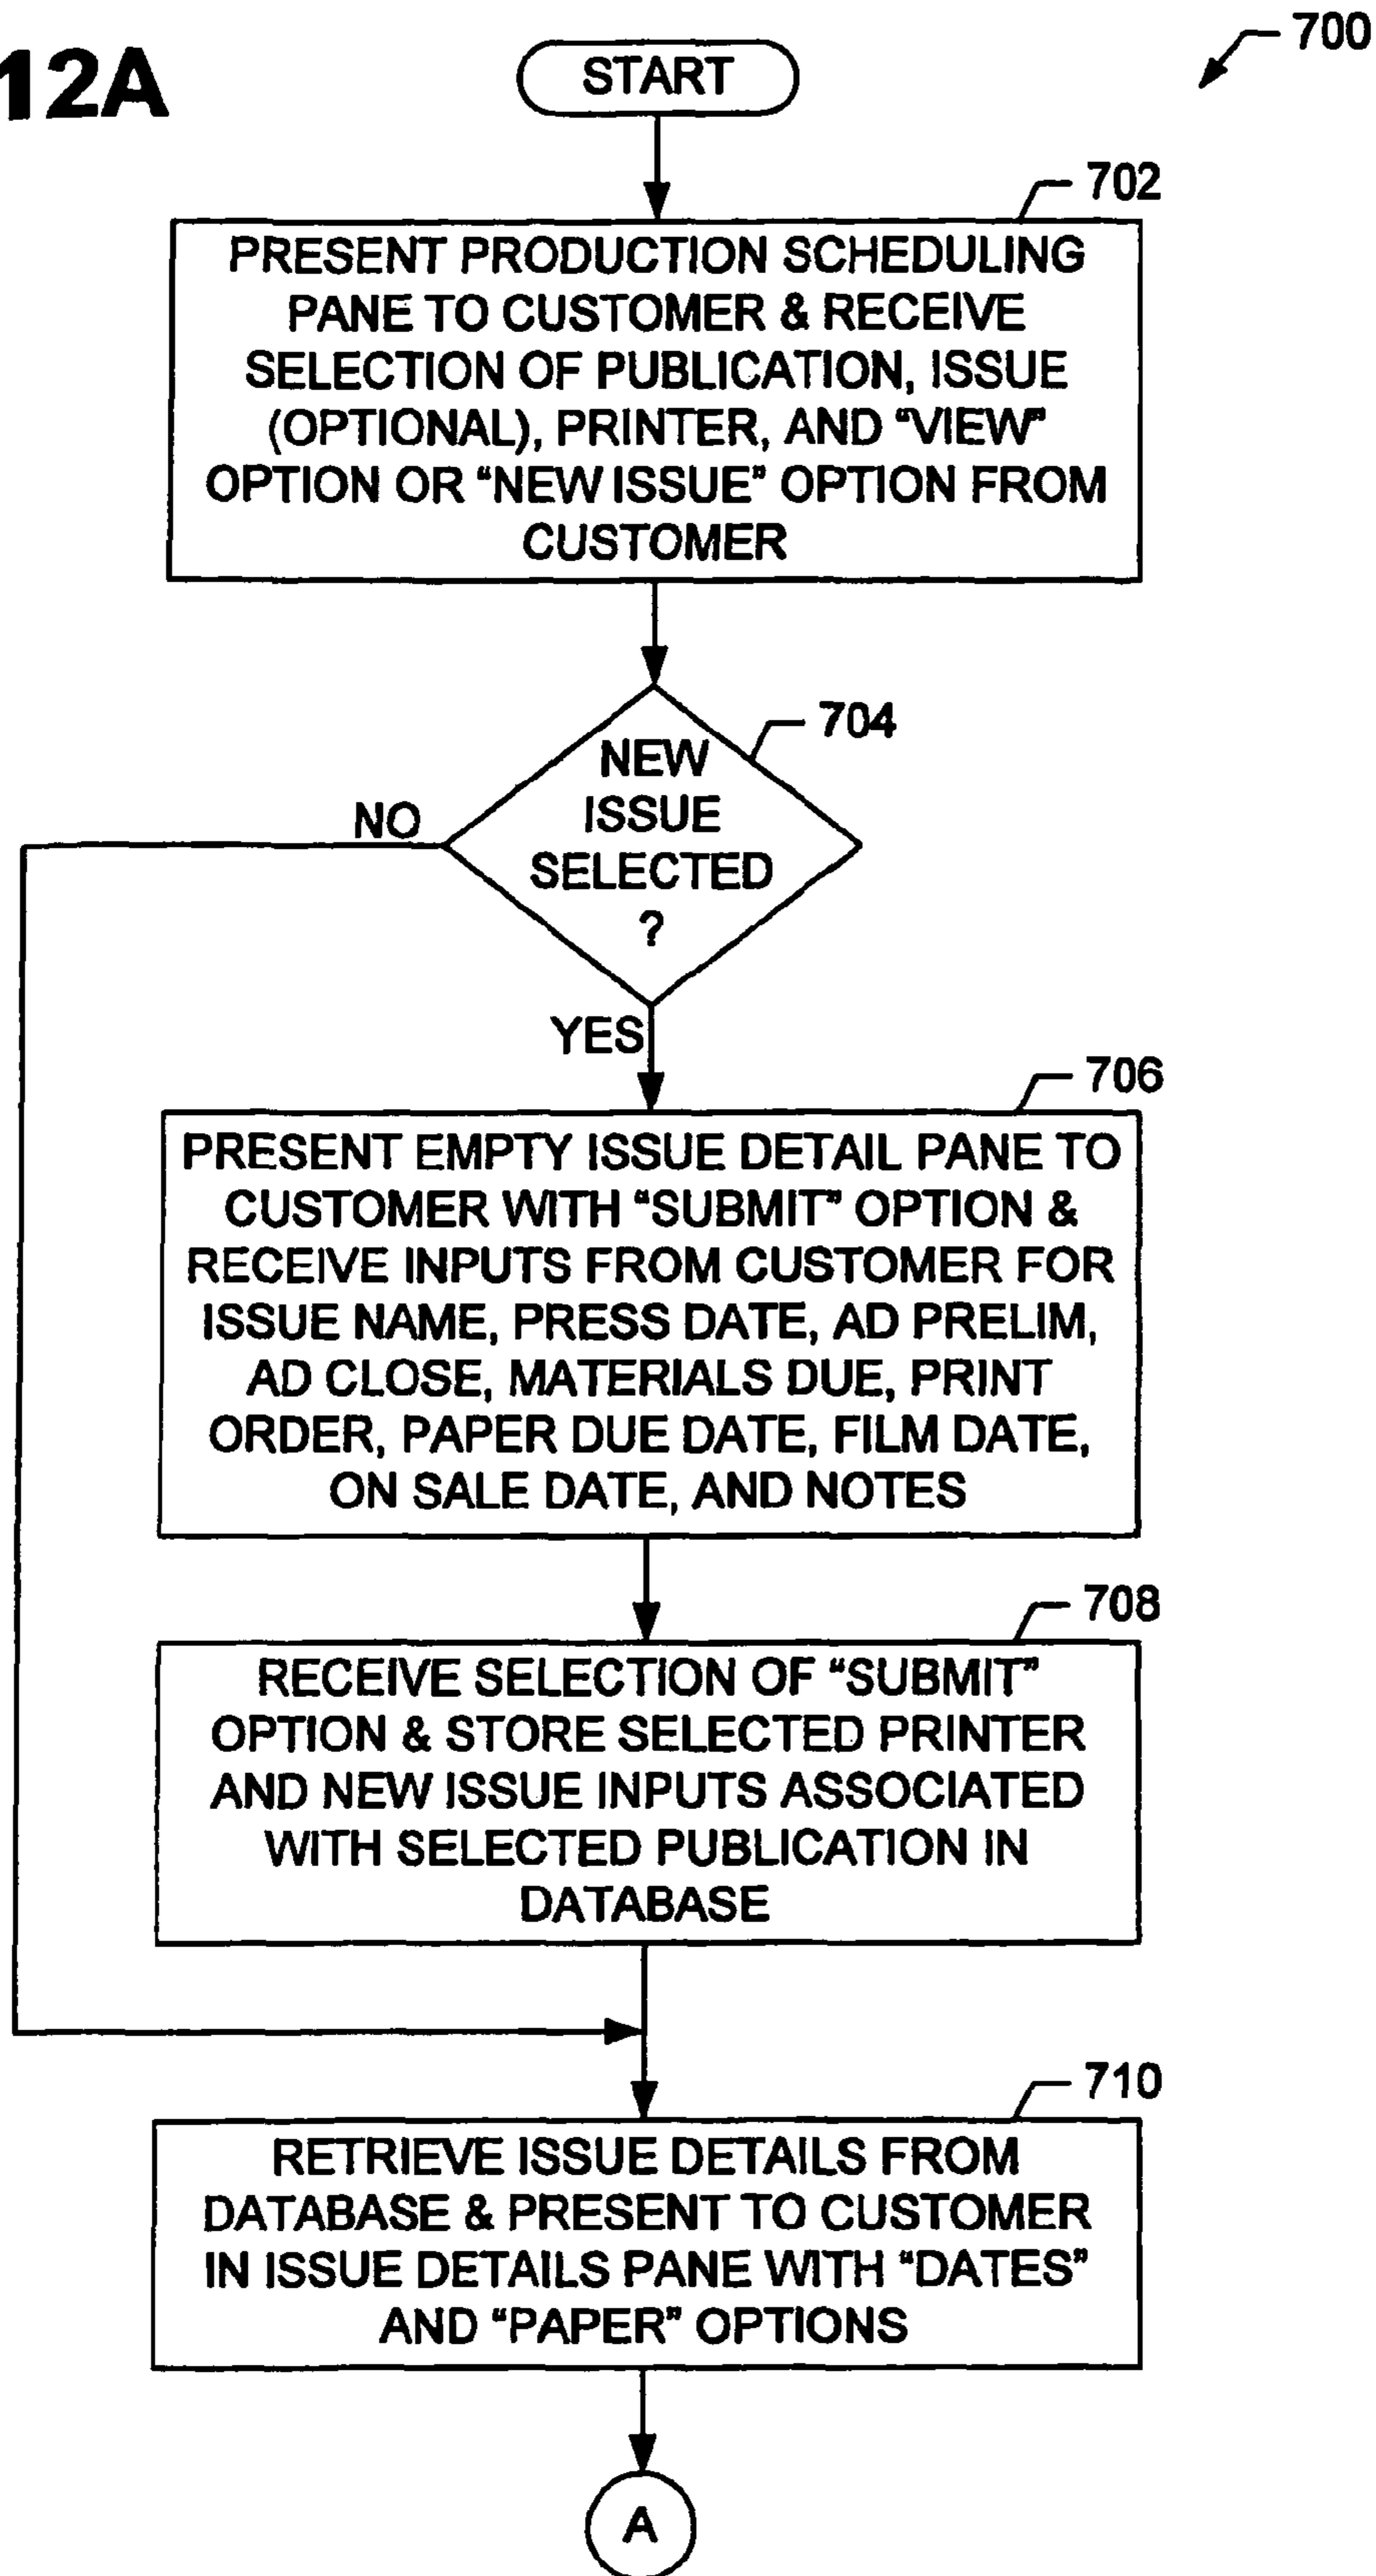 12A
700
START
702
PRESENT PRODUCTION SCHEDULING
PANE TO CUSTOMER & RECEIVE
SELECTION OF PUBLICATION, ISSUE
(OPTIONAL), PRINTER, AND "VIEW"
OPTION OR "NEW ISSUE" OPTION FROM
CUSTOMER
704
NEW
ISSUE
SELECTED
?
NO
YES
706
PRESENT EMPTY ISSUE DETAIL PANE TO
CUSTOMER WITH "SUBMIT" OPTION &
RECEIVE INPUTS FROM CUSTOMER FOR
ISSUE NAME, PRESS DATE, AD PRELIM,
AD CLOSE, MATERIALS DUE, PRINT
ORDER, PAPER DUE DATE, FILM DATE,
ON SALE DATE, AND NOTES
708
RECEIVE SELECTION OF "SUBMIT"
OPTION & STORE SELECTED PRINTER
AND NEW ISSUE INPUTS ASSOCIATED
WITH SELECTED PUBLICATION IN
DATABASE
710
RETRIEVE ISSUE DETAILS FROM
DATABASE & PRESENT TO CUSTOMER
IN ISSUE DETAILS PANE WITH "DATES"
AND "PAPER" OPTIONS
A